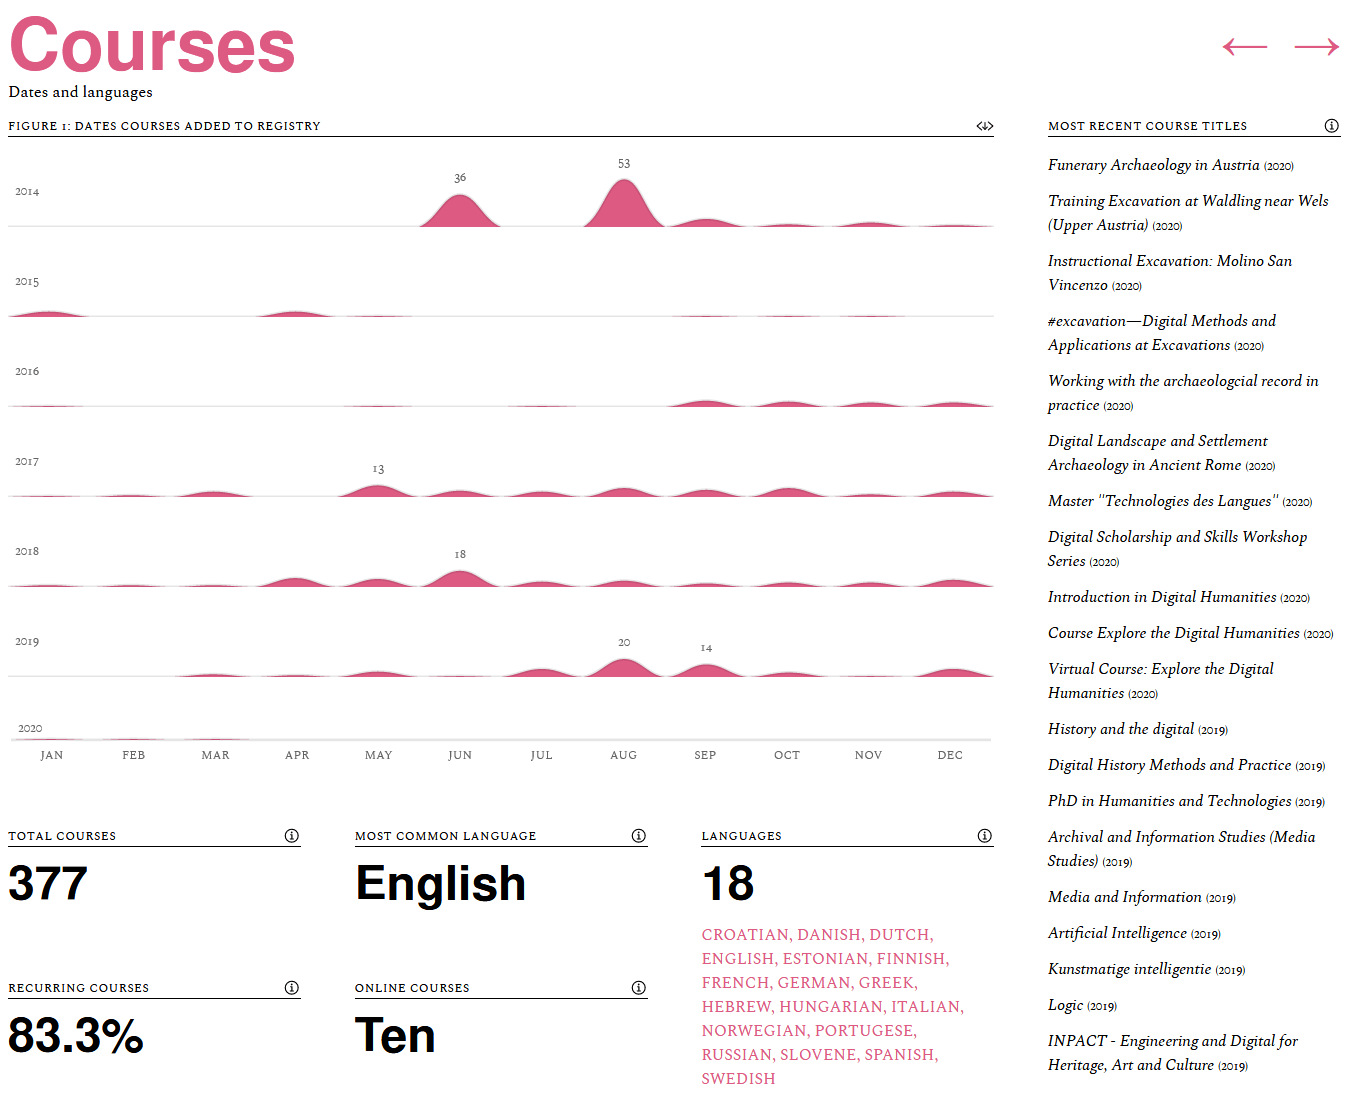 Courses
← →
Dates and languages
FIGURE 1: DATES COURSES ADDED TO REGISTRY
2014
36
53
2015
2016
2017
13
2018
18
2019
20
14
2020
JAN FEB MAR APR MAY JUN JUL AUG SEP OCT NOV DEC
TOTAL COURSES
377
MOST COMMON LANGUAGE
English
LANGUAGES
18
CROATIAN, DANISH, DUTCH,
ENGLISH, ESTONIAN, FINNISH,
FRENCH, GERMAN, GREEK,
HEBREW, HUNGARIAN, ITALIAN,
NORWEGIAN, PORTUGESE,
RUSSIAN, SLOVENE, SPANISH,
SWEDISH
RECURRING COURSES
83.3%
ONLINE COURSES
Ten
MOST RECENT COURSE TITLES
Funerary Archaeology in Austria (2020)
Training Excavation at Waldling near Wels
(Upper Austria) (2020)
Instructional Excavation: Molino San
Vincenzo (2020)
#excavation—Digital Methods and
Applications at Excavations (2020)
Working with the archaeologcial record in
practice (2020)
Digital Landscape and Settlement
Archaeology in Ancient Rome (2020)
Master "Technologies des Langues" (2020)
Digital Scholarship and Skills Workshop
Series (2020)
Introduction in Digital Humanities (2020)
Course Explore the Digital Humanities (2020)
Virtual Course: Explore the Digital
Humanities (2020)
History and the digital (2019)
Digital History Methods and Practice (2019)
PhD in Humanities and Technologies (2019)
Archival and Information Studies (Media
Studies) (2019)
Media and Information (2019)
Artificial Intelligence (2019)
Kunstmatige intelligentie (2019)
Logic (2019)
INPACT - Engineering and Digital for
Heritage, Art and Culture (2019)